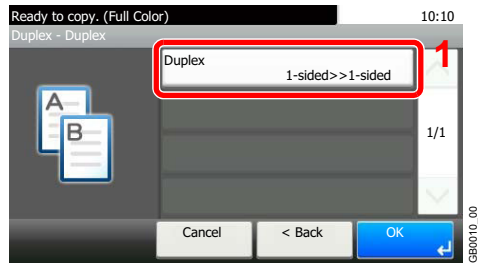 Ready to copy. (Full Color) 10:10
Duplex - Duplex
Duplex
1-sided>>1-sided
1
A
B
1/1
Cancel < Back OK
GB0010_00